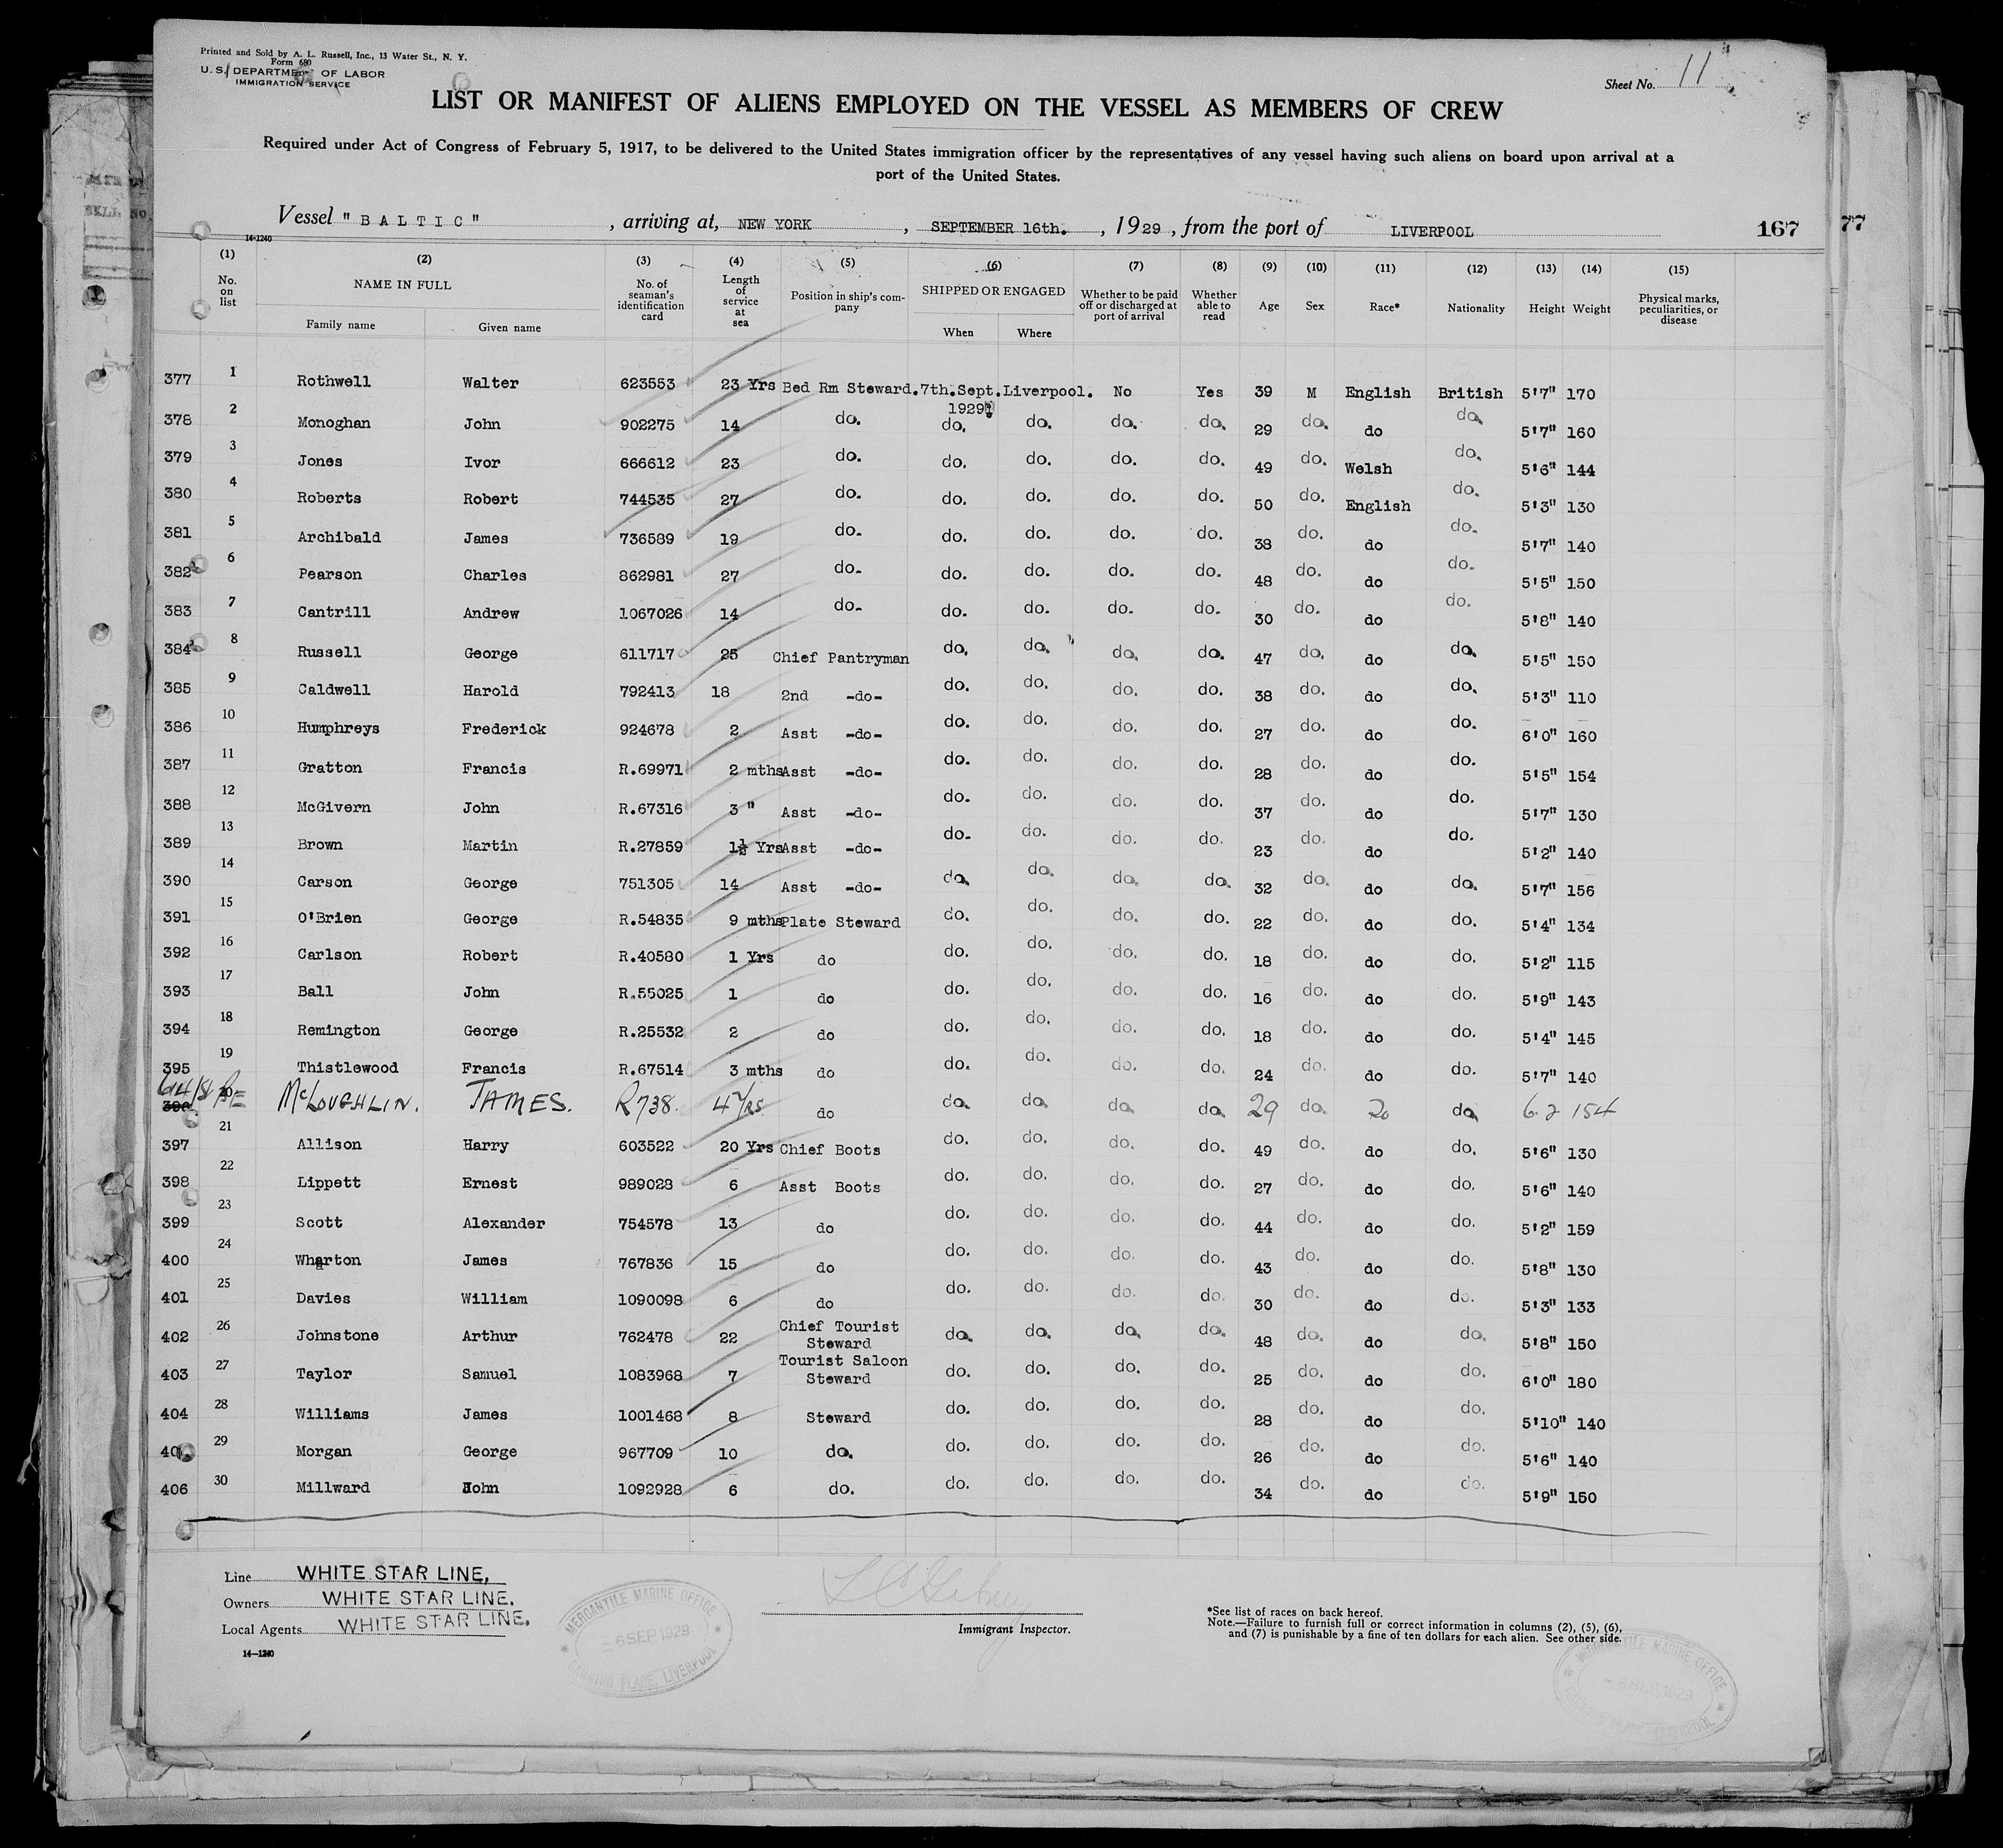 Printed and Sold by A. L. Russell, Inc., 13 Water St., N. Y.
Form 680
U. S. DEPARTMENT OF LABOR
IMMIGRATION SERVICE
Sheet No. 11
LIST OR MANIFEST OF ALIENS EMPLOYED ON THE VESSEL AS MEMBERS OF CREW
Required under Act of Congress of February 5, 1917, to be delivered to the United States immigration officer by the representatives of any vessel having such aliens on board upon arrival at a
port of the United States.
Vessel "BALTIC", arriving at, NEW YORK, SEPTEMBER 16th., 1929, from the port of LIVERPOOL 167 77
14-1240
(1) No. on list (2) NAME IN FULL Family name Given name (3) No. of seaman's identification card (4) Length of service at sea (5) Position in ship's company (6) SHIPPED OR ENGAGED When Where (7) Whether to be paid off or discharged at port of arrival (8) Whether able to read (9) Age (10) Sex (11) Race* (12) Nationality (13) Height (14) Weight (15) Physical marks, peculiarities, or disease
377 1 Rothwell Walter 623553 23 Yrs Bed Rm Steward. 7th.Sept. 1929 Liverpool. No Yes 39 M English British 5'7" 170
378 2 Monoghan John 902275 14 do. do. do. do. do. 29 do. do do. 5'7" 160
379 3 Jones Ivor 666612 23 do. do. do. do. do. 49 do. Welsh do. 5'6" 144
380 4 Roberts Robert 744535 27 do. do. do. do. do. 50 do. English do. 5'3" 130
381 5 Archibald James 736589 19 do. do. do. do. do. 38 do. do do. 5'7" 140
382 6 Pearson Charles 862981 27 do. do. do. do. do. 48 do. do do. 5'5" 150
383 7 Cantrill Andrew 1067026 14 do. do. do. do. do. 30 do. do do. 5'8" 140
384 8 Russell George 611717 25 Chief Pantryman do. do. do. do. 47 do. do do. 5'5" 150
385 9 Caldwell Harold 792413 18 2nd -do- do. do. do. do. 38 do. do do. 5'3" 110
386 10 Humphreys Frederick 924678 2 Asst -do- do. do. do. do. 27 do. do do. 6'0" 160
387 11 Gratton Francis R.69971 2 mths Asst -do- do. do. do. do. 28 do. do do. 5'5" 154
388 12 McGivern John R.67316 3 " Asst -do- do. do. do. do. 37 do. do do. 5'7" 130
389 13 Brown Martin R.27859 1½ Yrs Asst -do- do. do. do. do. 23 do. do do. 5'2" 140
390 14 Carson George 751305 14 Asst -do- do. do. do. do. 32 do. do do. 5'7" 156
391 15 O'Brien George R.54835 9 mths Plate Steward do. do. do. do. 22 do. do do. 5'4" 134
392 16 Carlson Robert R.40580 1 Yrs do do. do. do. do. 18 do. do do. 5'2" 115
393 17 Ball John R.55025 1 do do. do. do. do. 16 do. do do. 5'9" 143
394 18 Remington George R.25532 2 do do. do. do. do. 18 do. do do. 5'4" 145
395 19 Thistlewood Francis R.67514 3 mths do do. do. do. do. 24 do. do do. 5'7" 140
396 20 McLOUGHLIN. JAMES. R738. 4 YRS do do. do. do. do. 29 do. do do. 6.2 154
397 21 Allison Harry 603522 20 Yrs Chief Boots do. do. do. do. 49 do. do do. 5'6" 130
398 22 Lippett Ernest 989028 6 Asst Boots do. do. do. do. 27 do. do do. 5'6" 140
399 23 Scott Alexander 754578 13 do do. do. do. do. 44 do. do do. 5'2" 159
400 24 Wharton James 767836 15 do do. do. do. do. 43 do. do do. 5'8" 130
401 25 Davies William 1090098 6 do do. do. do. do. 30 do. do do. 5'3" 133
402 26 Johnstone Arthur 762478 22 Chief Tourist Steward do. do. do. do. 48 do. do do. 5'8" 150
403 27 Taylor Samuel 1083968 7 Tourist Saloon Steward do. do. do. do. 25 do. do do. 6'0" 180
404 28 Williams James 1001468 8 Steward do. do. do. do. 28 do. do do. 5'10" 140
29 Morgan George 967709 10 do. do. do. do. do. 26 do. do do. 5'6" 140
406 30 Millward John 1092928 6 do. do. do. do. do. 34 do. do do. 5'9" 150
Line WHITE STAR LINE,
Owners WHITE STAR LINE.
Local Agents WHITE STAR LINE.
14-1240
MERCANTILE MARINE OFFICE
6 SEP 1929
CANNING PLACE, LIVERPOOL
Immigrant Inspector.
*See list of races on back hereof.
Note.—Failure to furnish full or correct information in columns (2), (5), (6),
and (7) is punishable by a fine of ten dollars for each alien. See other side.
MERCANTILE MARINE OFFICE
6 SEP 1929